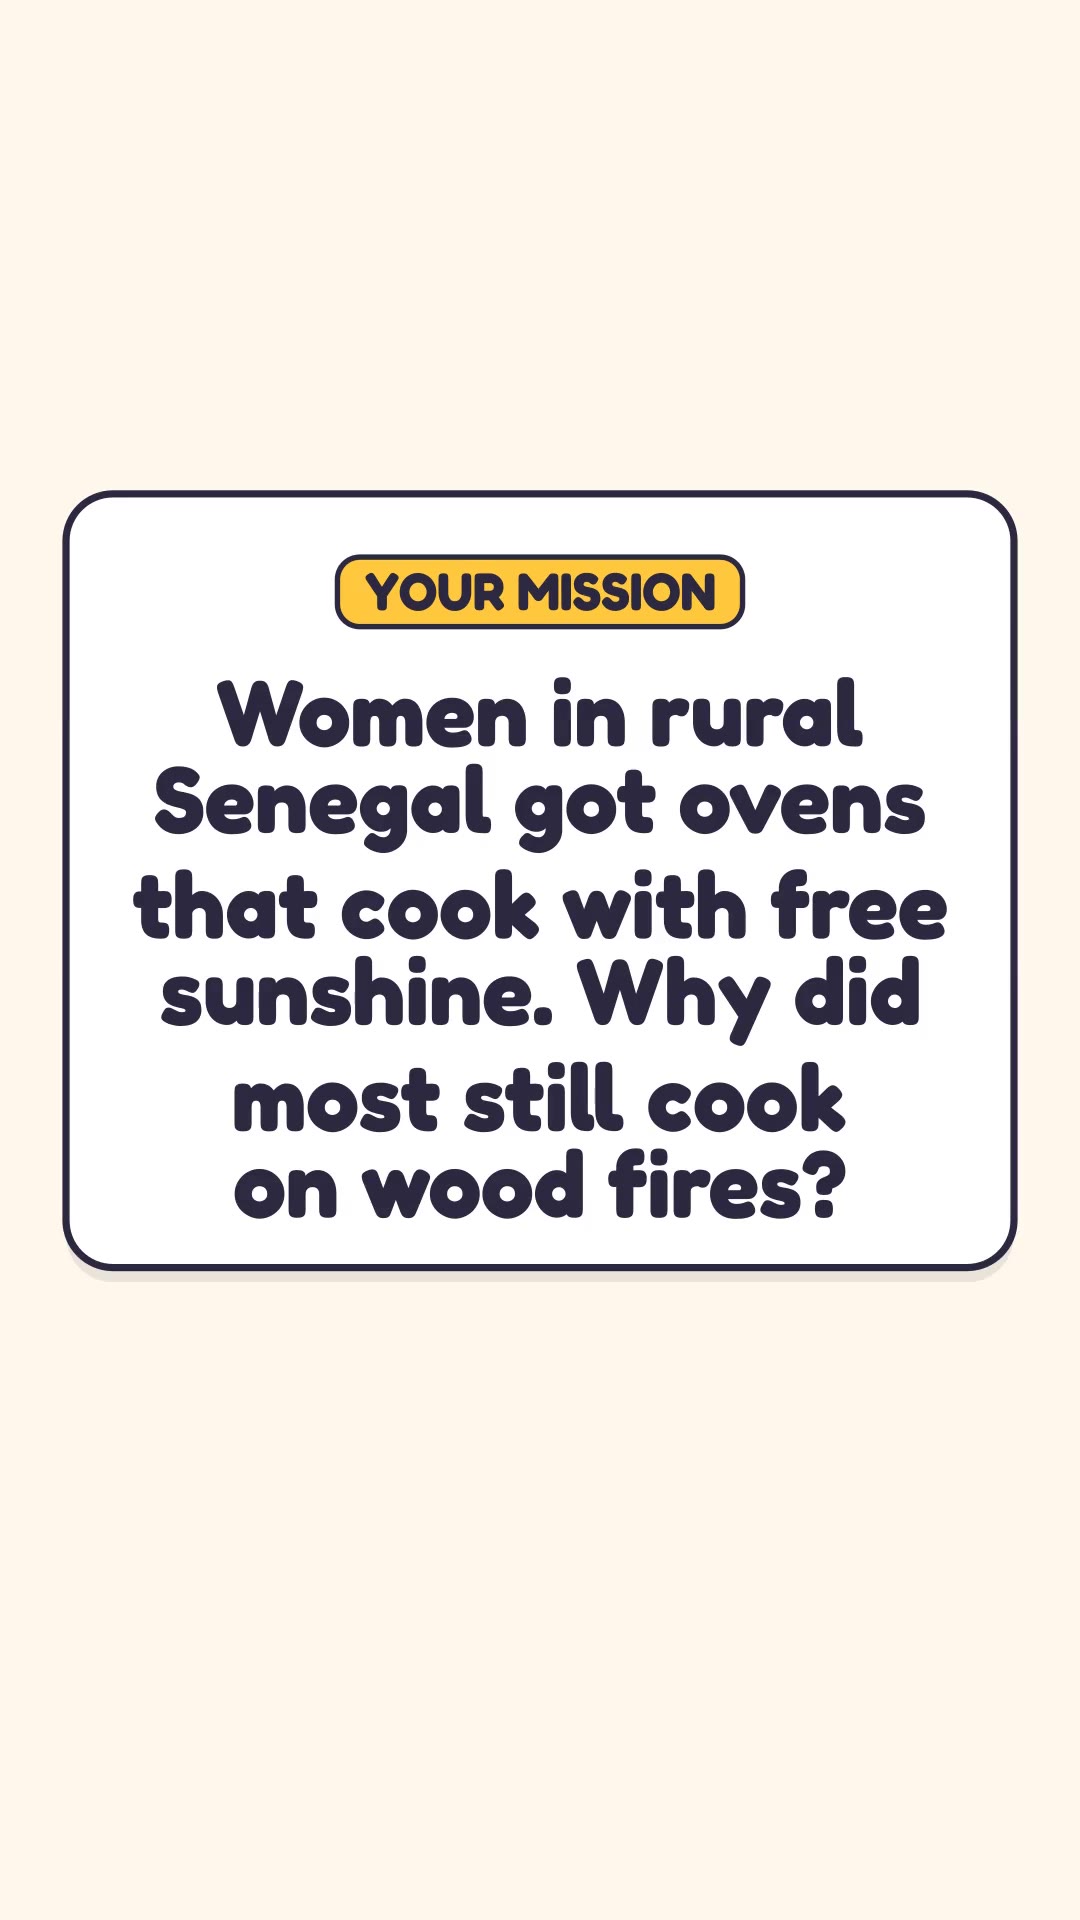 YOUR MISSION
Women in rural
Senegal got ovens
that cook with free
sunshine. Why did
most still cook
on wood fires?